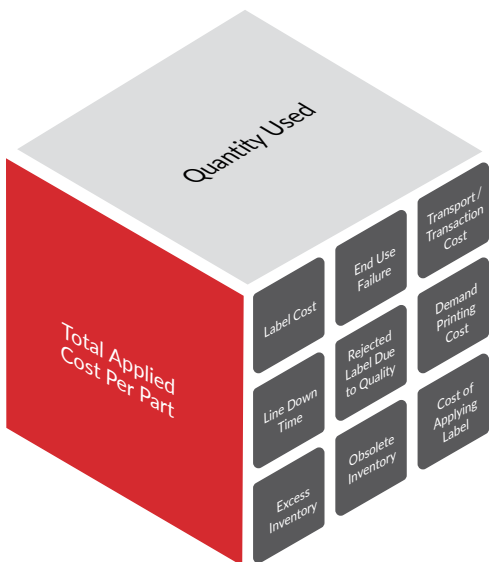 Quantity Used
Total Applied
Cost Per Part
Label Cost
End Use
Failure
Transport /
Transaction
Cost
Line Down
Time
Rejected
Label Due
to Quality
Demand
Printing
Cost
Excess
Inventory
Obsolete
Inventory
Cost of
Applying
Label